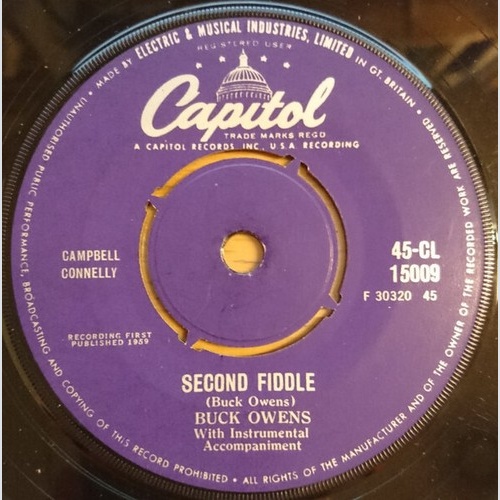 MADE BY ELECTRIC & MUSICAL INDUSTRIES, LIMITED IN GT. BRITAIN • ALL RIGHTS OF THE MANUFACTURER AND OF THE OWNER OF THE RECORDED WORK ARE RESERVED
UNAUTHORISED PUBLIC PERFORMANCE, BROADCASTING AND COPYING OF THIS RECORD PROHIBITED •
REGISTERED USER
Capitol
TRADE MARKS REGD
A CAPITOL RECORDS INC, U.S.A RECORDING
CAMPBELL
CONNELLY
45-CL
15009
F 30320 45
RECORDING FIRST
PUBLISHED 1959
SECOND FIDDLE
(Buck Owens)
BUCK OWENS
With Instrumental
Accompaniment